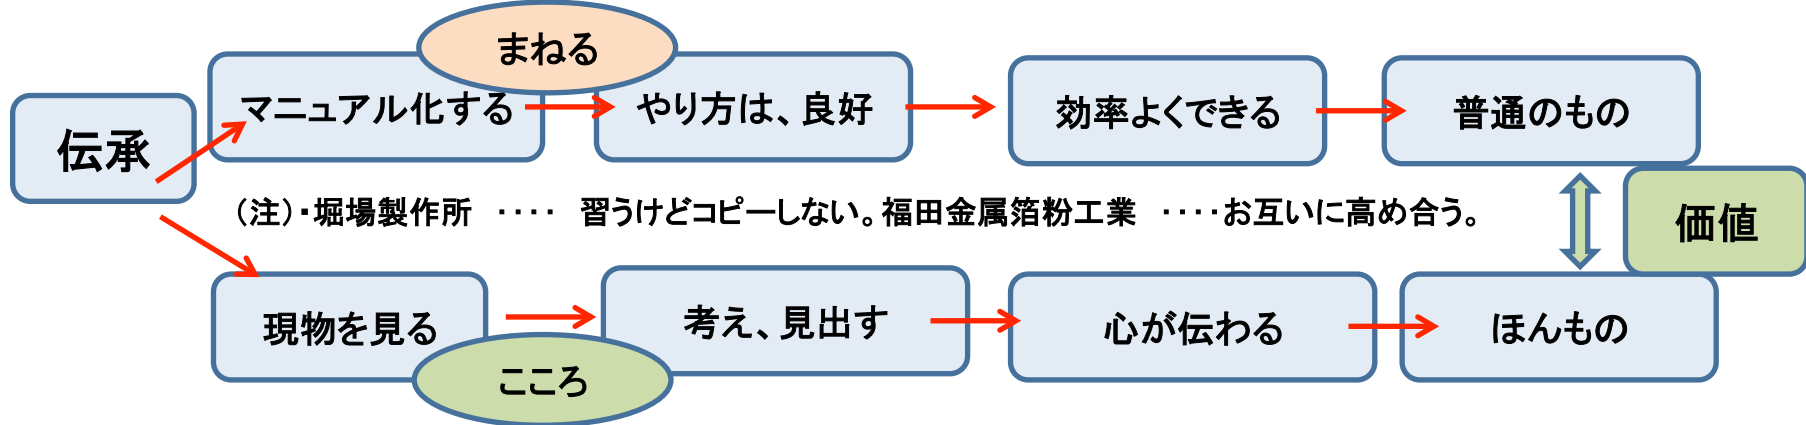 まねる
伝承
マニュアル化する
やり方は、良好
効率よくできる
普通のもの
（注）・堀場製作所 ‥‥ 習うけどコピーしない。福田金属箔粉工業 ‥‥お互いに高め合う。
価値
現物を見る
考え、見出す
心が伝わる
ほんもの
こころ